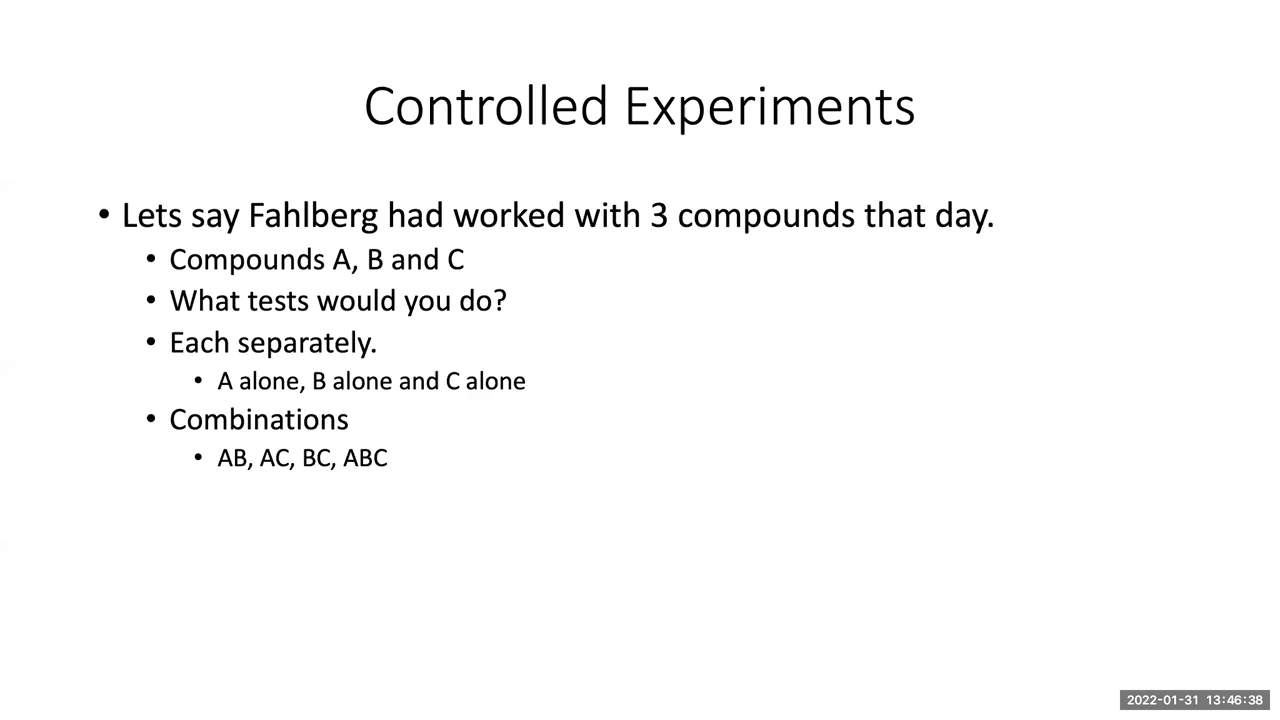 Controlled Experiments
• Lets say Fahlberg had worked with 3 compounds that day.
• Compounds A, B and C
• What tests would you do?
• Each separately.
• A alone, B alone and C alone
• Combinations
• AB, AC, BC, ABC
2022-01-31 13:46:38